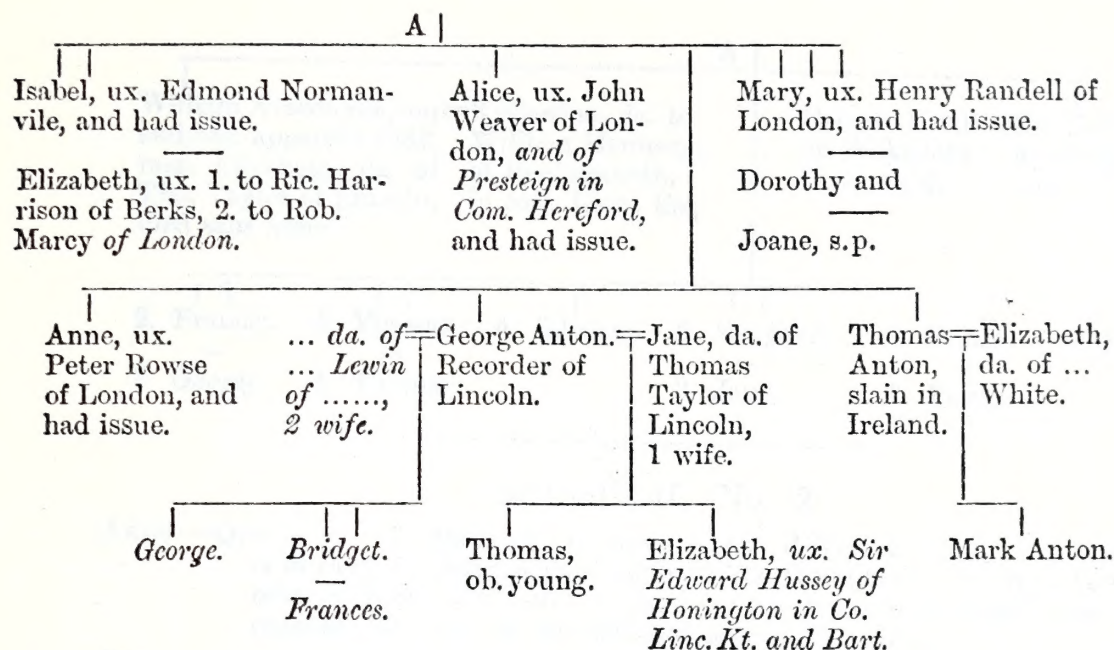 A
Isabel, ux. Edmond Norman-
vile, and had issue.
Elizabeth, ux. 1. to Ric. Har-
rison of Berks, 2. to Rob.
Marcy of London.
Alice, ux. John
Weaver of Lon-
don, and of
Presteign in
Com. Hereford,
and had issue.
Mary, ux. Henry Randell of
London, and had issue.
Dorothy and
Joane, s.p.
Anne, ux.
Peter Rowse
of London, and
had issue.
... da. of
... Lewin
of ......,
2 wife.
George Anton.
Recorder of
Lincoln.
Jane, da. of
Thomas
Taylor of
Lincoln,
1 wife.
Thomas
Anton,
slain in
Ireland.
Elizabeth,
da. of ...
White.
George.
Bridget.
Frances.
Thomas,
ob. young.
Elizabeth, ux. Sir
Edward Hussey of
Honington in Co.
Linc. Kt. and Bart.
Mark Anton.